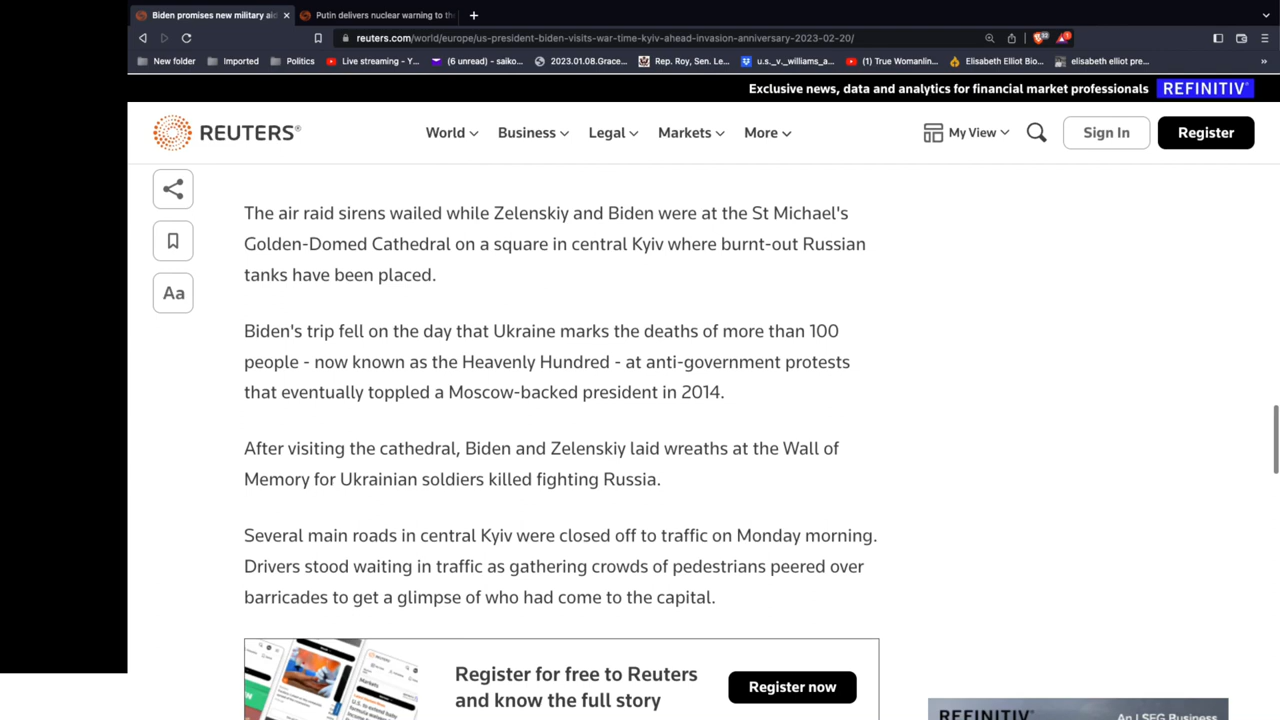 Biden promises new military aid
Putin delivers nuclear warning to th
reuters.com/world/europe/us-president-biden-visits-war-time-kyiv-ahead-invasion-anniversary-2023-02-20/
New folder Imported Politics Live streaming - Y... (6 unread) - saiko... 2023.01.08.Grace... Rep. Roy, Sen. Le... u.s._v._williams_a... (1) True Womanlin... Elisabeth Elliot Bio... elisabeth elliot pre... »
Exclusive news, data and analytics for financial market professionals REFINITIV
REUTERS® World Business Legal Markets More My View Sign In Register
The air raid sirens wailed while Zelenskiy and Biden were at the St Michael's
Golden-Domed Cathedral on a square in central Kyiv where burnt-out Russian
tanks have been placed.
Aa
Biden's trip fell on the day that Ukraine marks the deaths of more than 100
people - now known as the Heavenly Hundred - at anti-government protests
that eventually toppled a Moscow-backed president in 2014.
After visiting the cathedral, Biden and Zelenskiy laid wreaths at the Wall of
Memory for Ukrainian soldiers killed fighting Russia.
Several main roads in central Kyiv were closed off to traffic on Monday morning.
Drivers stood waiting in traffic as gathering crowds of pedestrians peered over
barricades to get a glimpse of who had come to the capital.
Register for free to Reuters
and know the full story
Register now
REFINITIV An LSEG Business